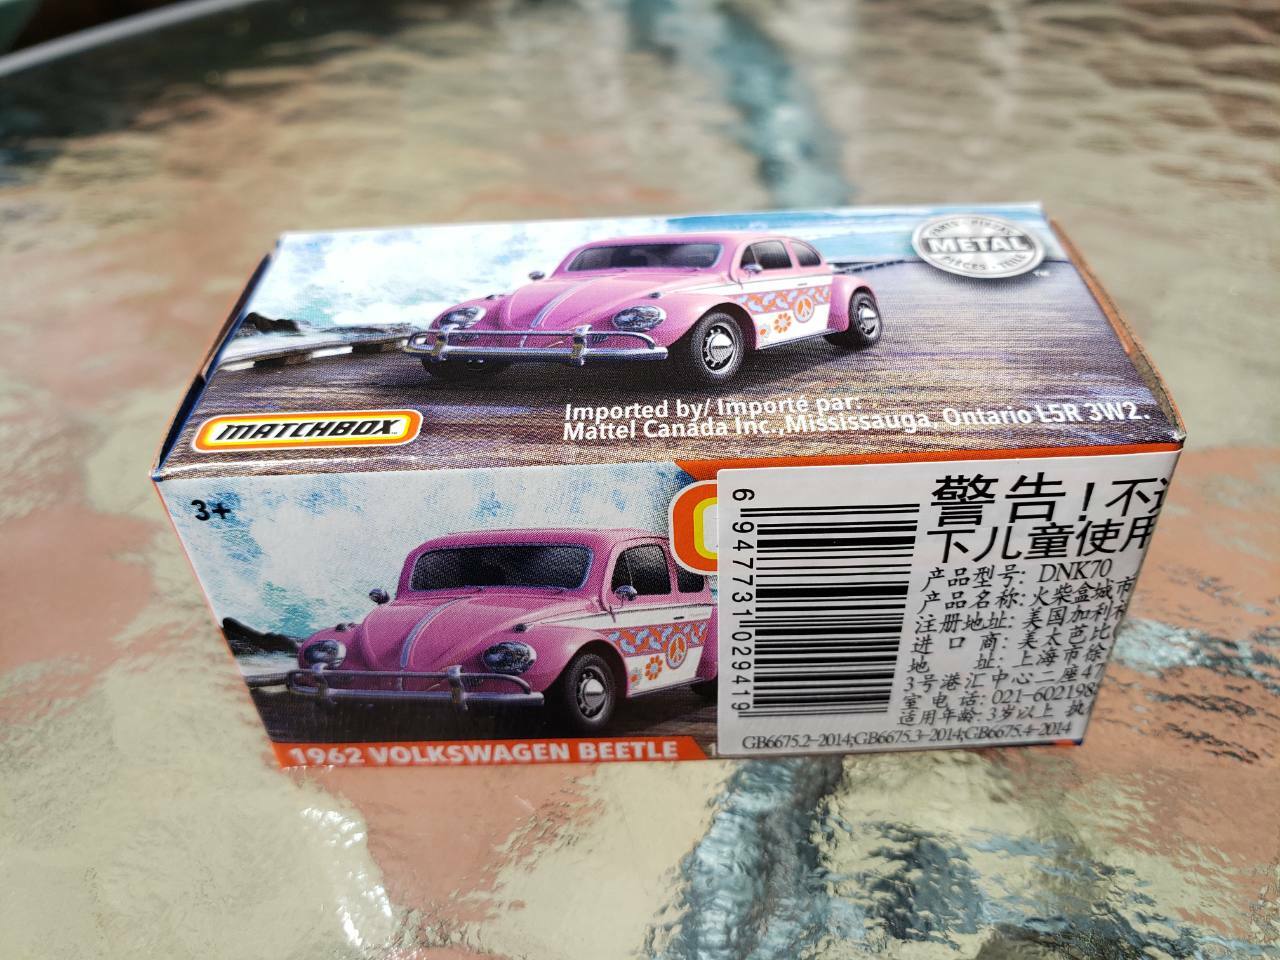 METAL
MATCHBOX
Imported by/ Importé par:
Mattel Canada Inc.,Mississauga, Ontario L5R 3W2.
3+
1962 VOLKSWAGEN BEETLE
6 947731 029419
警告!不
下儿童使用
产品型号: DNK70
产品名称: 火柴盒城市
注册地址: 美国加利
进口商: 美太芭比
地址: 上海市徐
3号港汇中心二座4
室 电话: 021-602198
适用年龄: 3岁以上 执
GB6675.2-2014;GB6675.3-2014;GB6675.4-2014